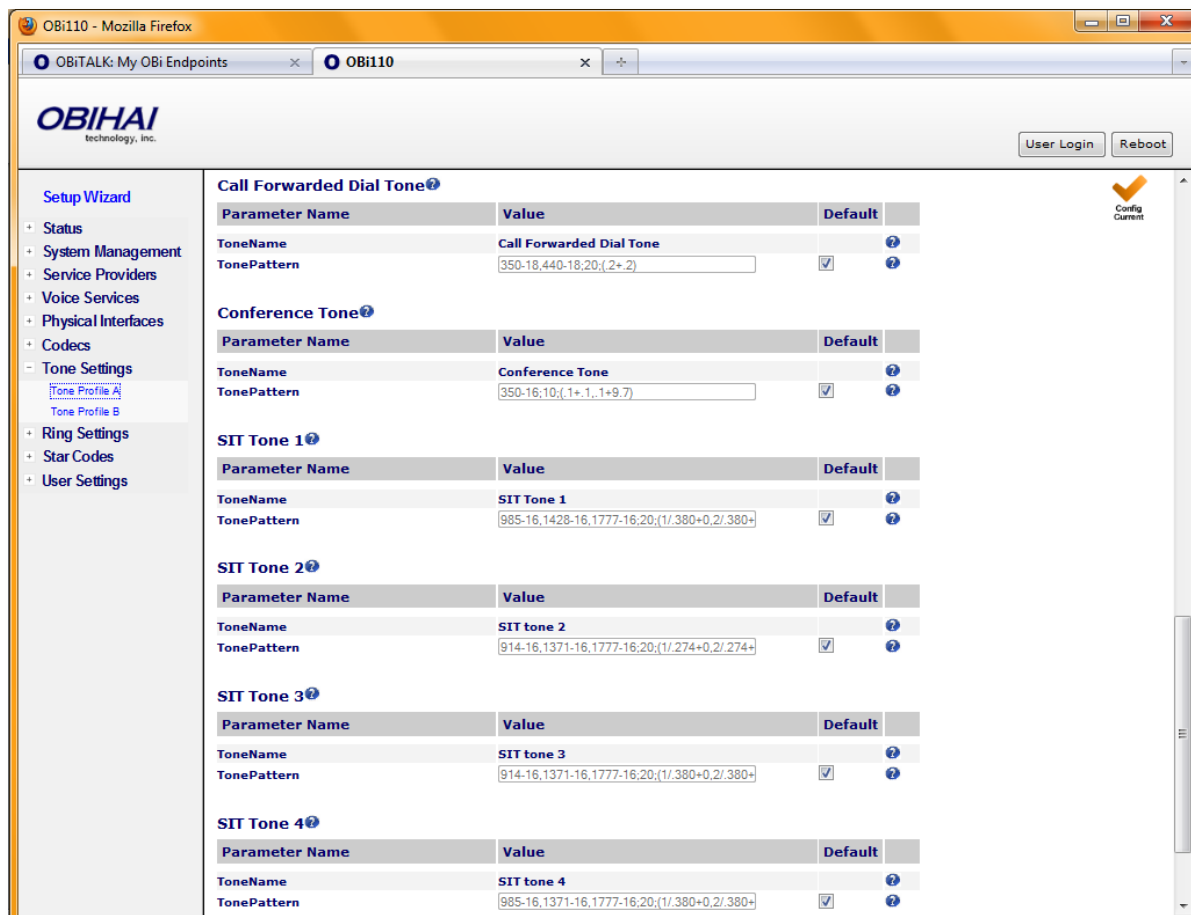 OBi110 - Mozilla Firefox
OBiTALK: My OBi Endpoints
OBi110
OBIHAI
technology, inc.
User Login
Reboot
Setup Wizard
+ Status
+ System Management
+ Service Providers
+ Voice Services
+ Physical Interfaces
+ Codecs
- Tone Settings
Tone Profile A
Tone Profile B
+ Ring Settings
+ Star Codes
+ User Settings
Config
Current
Call Forwarded Dial Tone
Parameter Name Value Default
ToneName Call Forwarded Dial Tone
TonePattern 350-18,440-18;20;(.2+.2)
Conference Tone
Parameter Name Value Default
ToneName Conference Tone
TonePattern 350-16;10;(.1+.1,.1+9.7)
SIT Tone 1
Parameter Name Value Default
ToneName SIT Tone 1
TonePattern 985-16,1428-16,1777-16;20;(1/.380+0,2/.380+
SIT Tone 2
Parameter Name Value Default
ToneName SIT tone 2
TonePattern 914-16,1371-16,1777-16;20;(1/.274+0,2/.274+
SIT Tone 3
Parameter Name Value Default
ToneName SIT tone 3
TonePattern 914-16,1371-16,1777-16;20;(1/.380+0,2/.380+
SIT Tone 4
Parameter Name Value Default
ToneName SIT tone 4
TonePattern 985-16,1371-16,1777-16;20;(1/.380+0,2/.380+